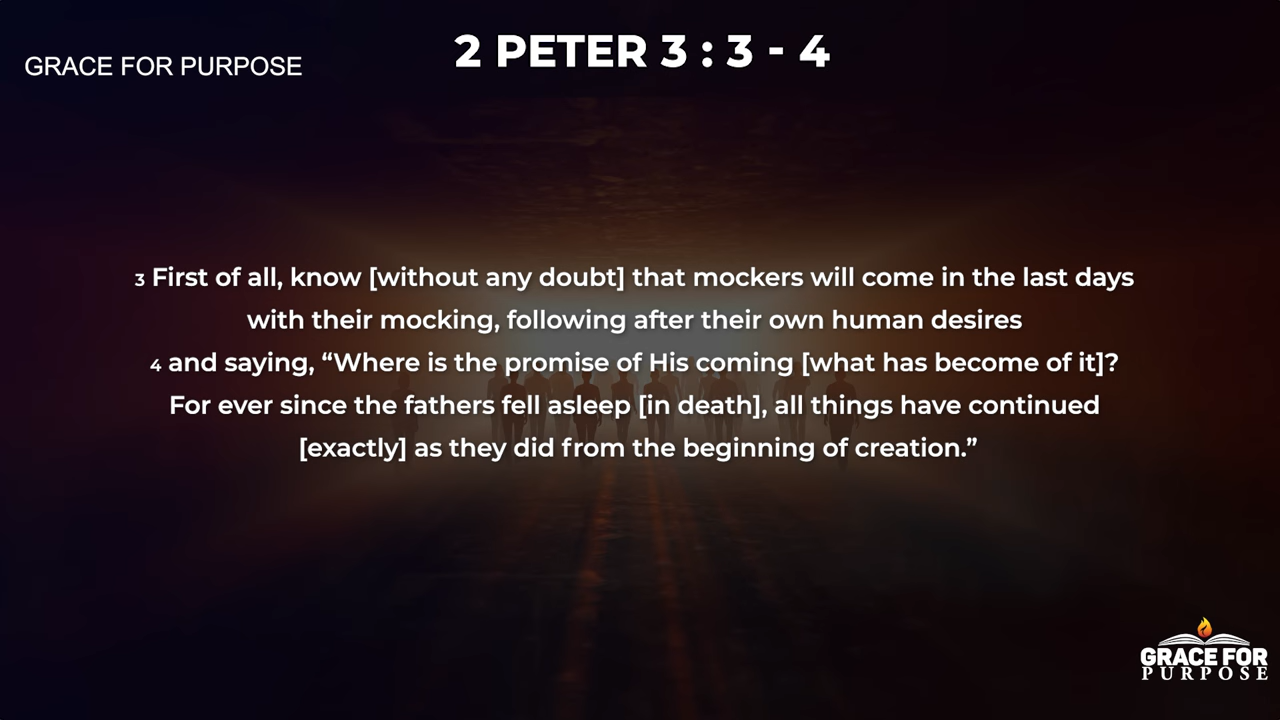 2 PETER 3 : 3 - 4
GRACE FOR PURPOSE
3 First of all, know [without any doubt] that mockers will come in the last days
with their mocking, following after their own human desires
4 and saying, “Where is the promise of His coming [what has become of it]?
For ever since the fathers fell asleep [in death], all things have continued
[exactly] as they did from the beginning of creation.”
GRACE FOR
PURPOSE